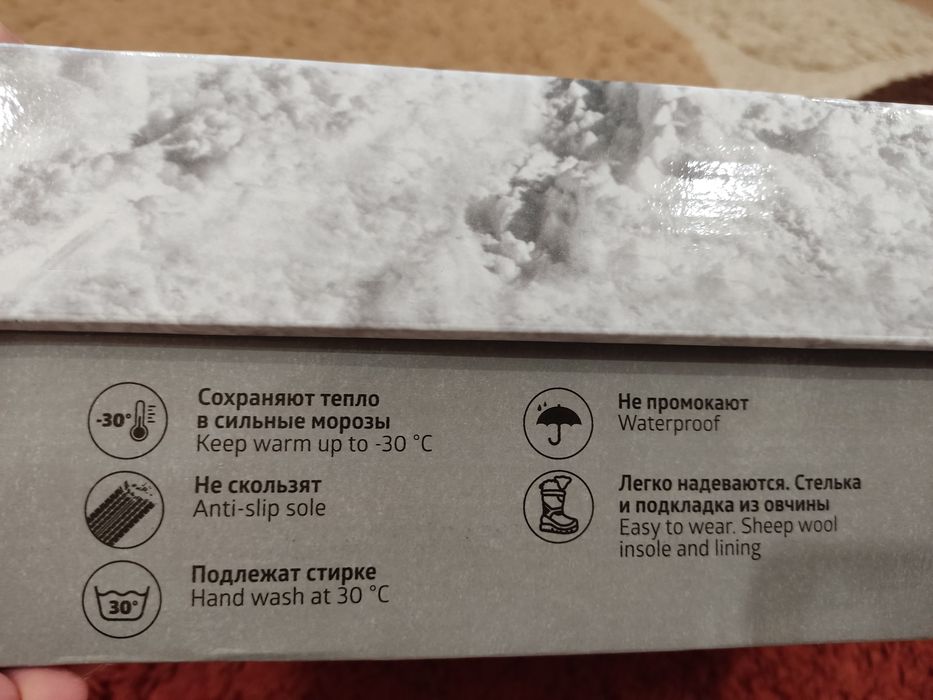 -30°
Сохраняют тепло
в сильные морозы
Keep warm up to -30 °C
Не скользят
Anti-slip sole
30°
Подлежат стирке
Hand wash at 30 °C
Не промокают
Waterproof
Легко надеваются. Стелька
и подкладка из овчины
Easy to wear. Sheep wool
insole and lining